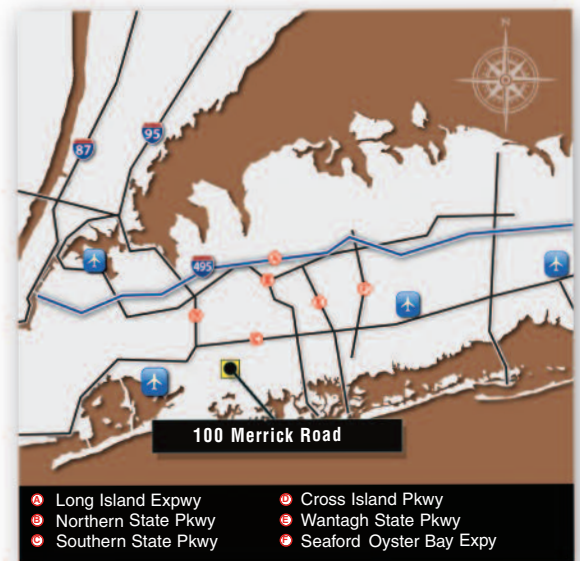 N
87
95
495
100 Merrick Road
A Long Island Expwy
B Northern State Pkwy
C Southern State Pkwy
D Cross Island Pkwy
E Wantagh State Pkwy
F Seaford Oyster Bay Expy